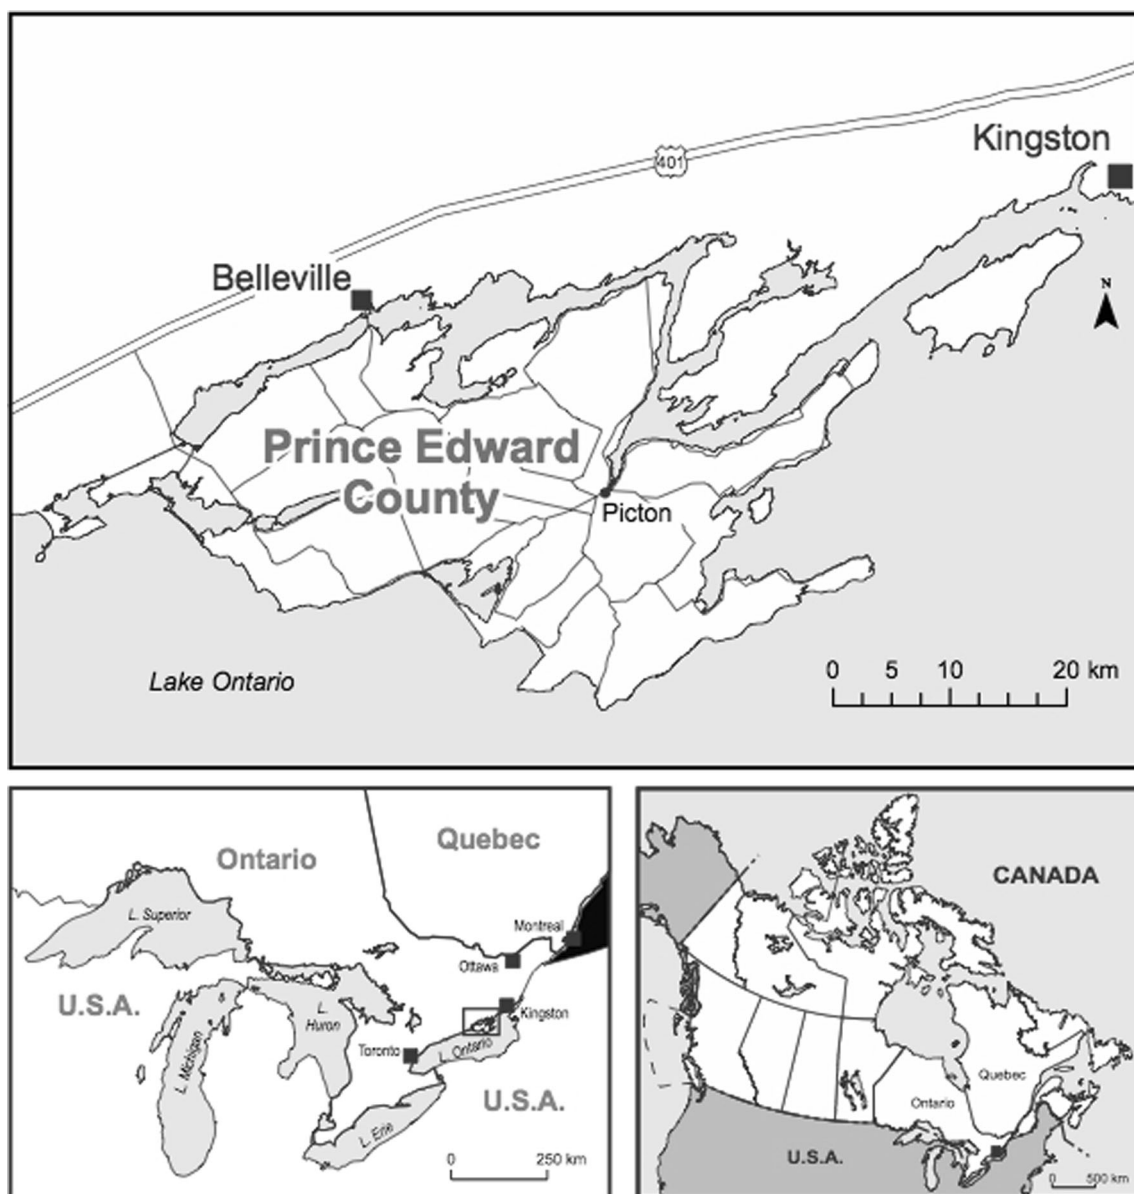 401
Kingston
Belleville
N
Prince Edward
County
Picton
Lake Ontario
0 5 10 20 km
Ontario
Quebec
L. Superior
Montreal
Ottawa
U.S.A.
L.
Huron
Kingston
L. Michigan
Toronto
L. Ontario
U.S.A.
L. Erie
0 250 km
CANADA
Quebec
Ontario
U.S.A.
0 500 km